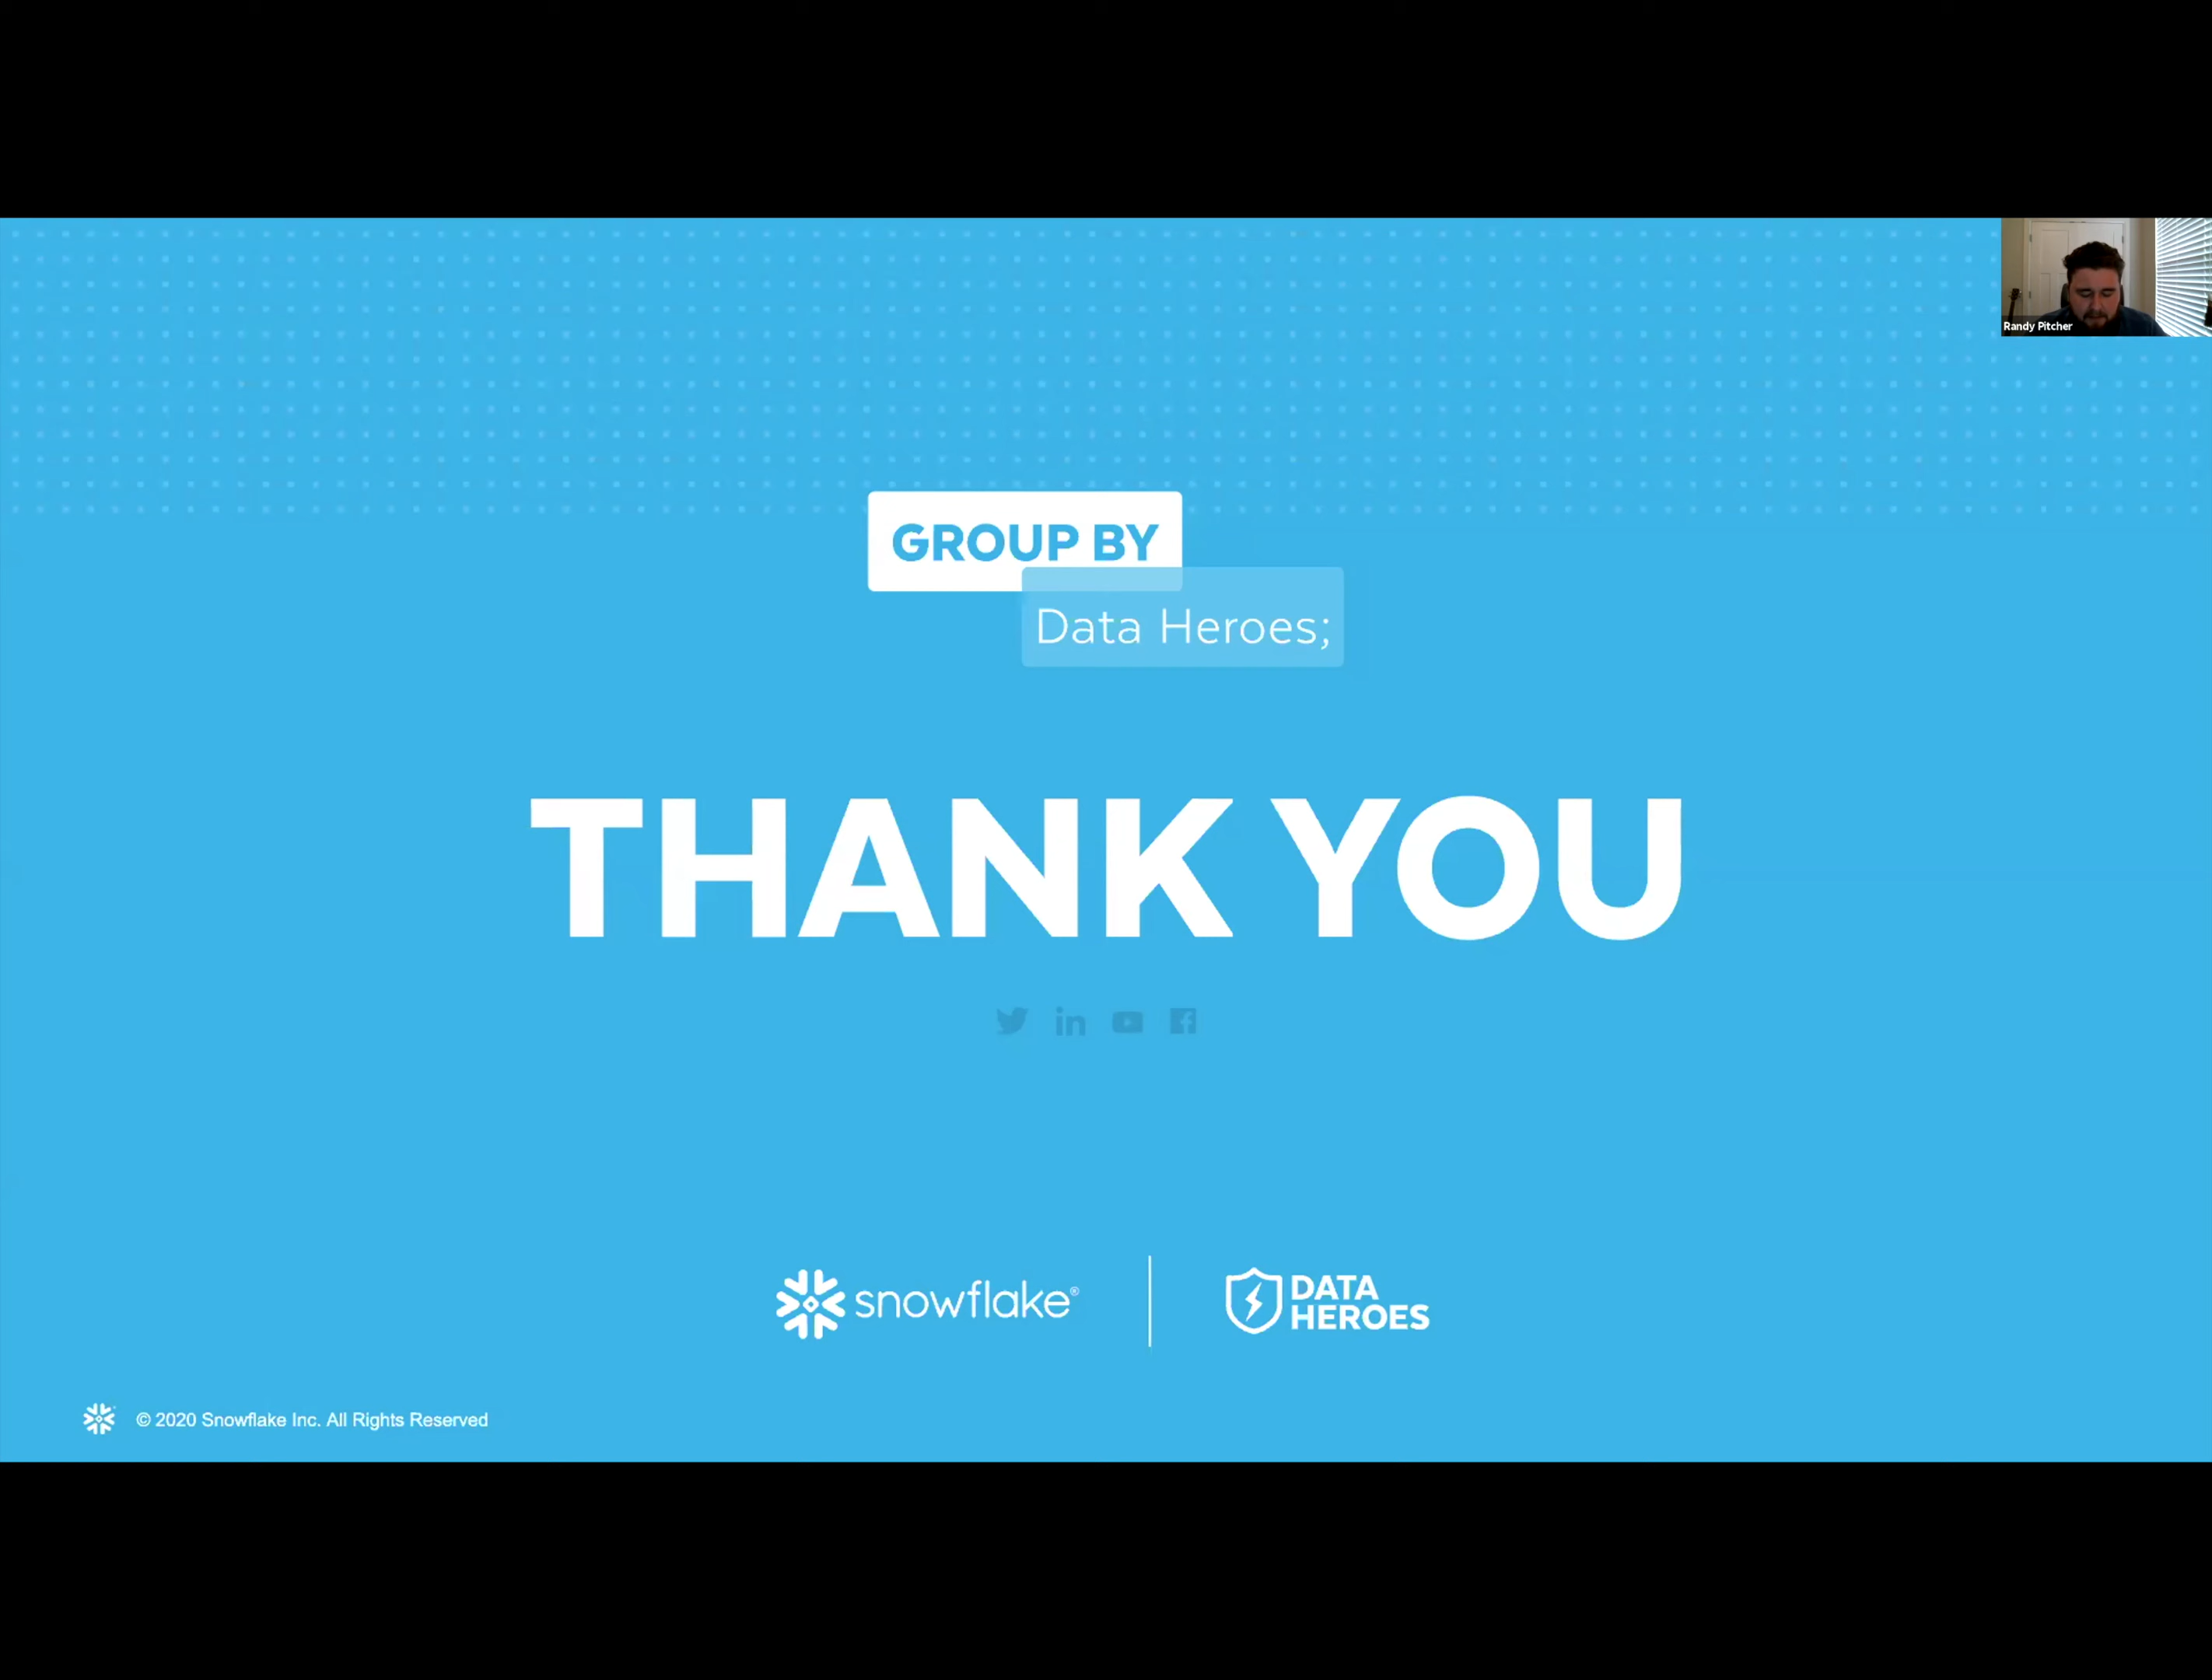 Randy Pitcher
GROUP BY
Data Heroes;
THANK YOU
snowflake®
DATA
HEROES
© 2020 Snowflake Inc. All Rights Reserved